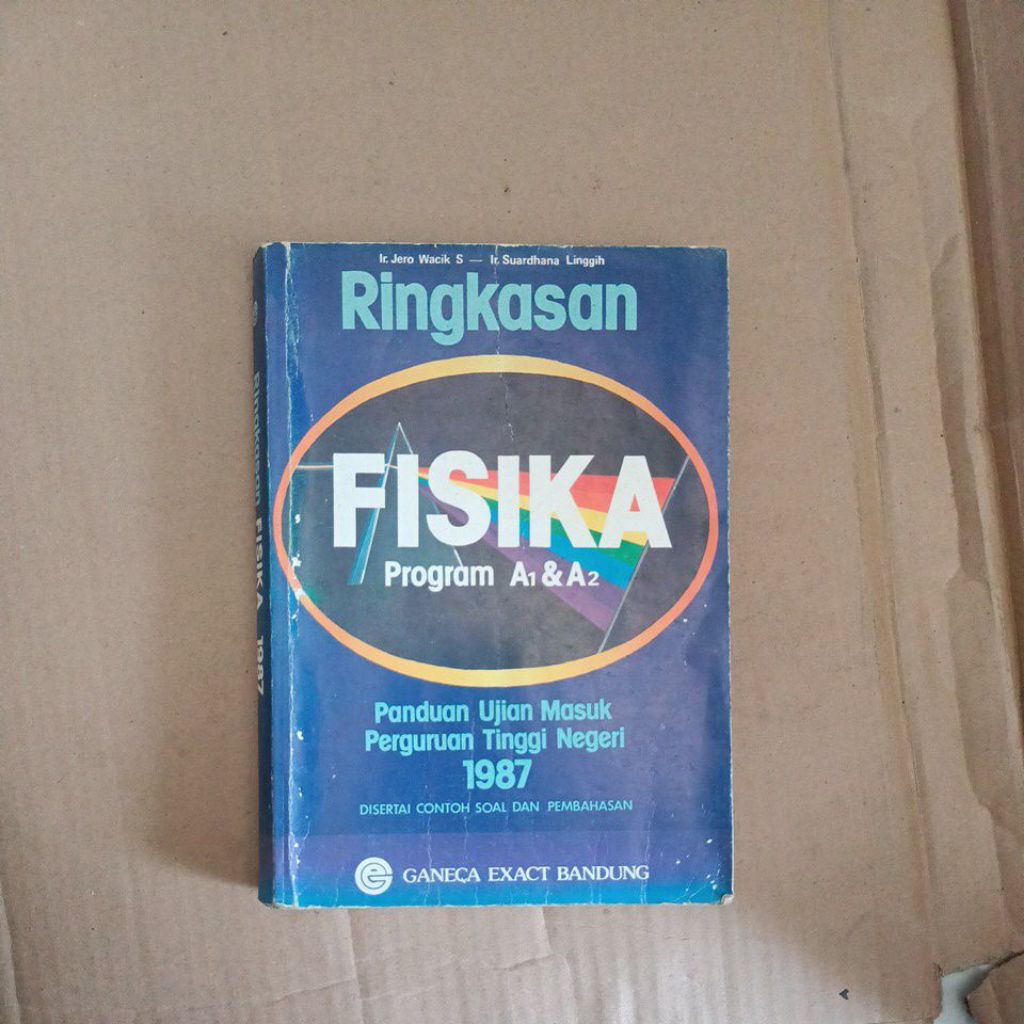 Ir. Jero Wacik S — Ir. Suardhana Linggih
Ringkasan
FISIKA
Program A1 & A2
Panduan Ujian Masuk
Perguruan Tinggi Negeri
1987
DISERTAI CONTOH SOAL DAN PEMBAHASAN
e GANEÇA EXACT BANDUNG
Ringkasan FISIKA 1987